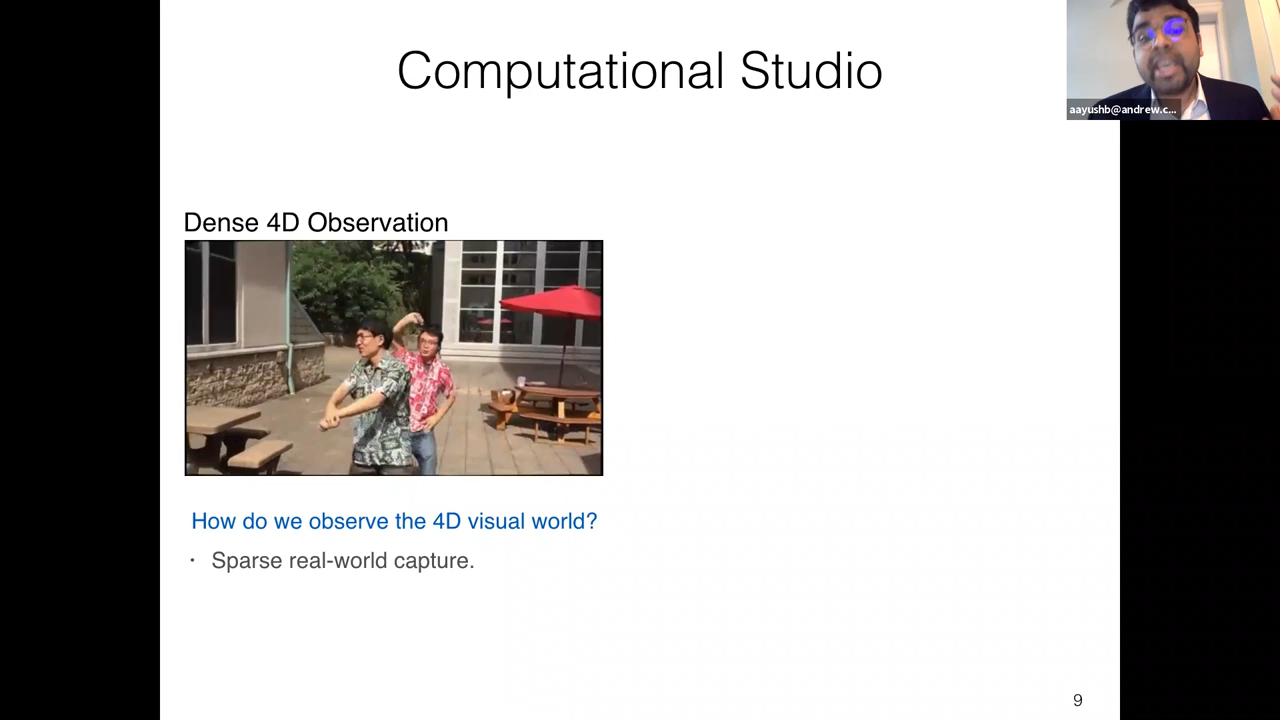 Computational Studio
aayushb@andrew.c...
Dense 4D Observation
How do we observe the 4D visual world?
· Sparse real-world capture.
9